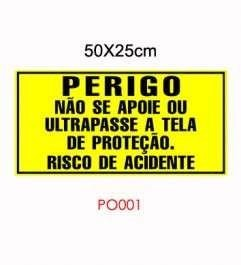 50X25cm
PERIGO
NÃO SE APOIE OU
ULTRAPASSE A TELA
DE PROTEÇÃO.
RISCO DE ACIDENTE
PO001